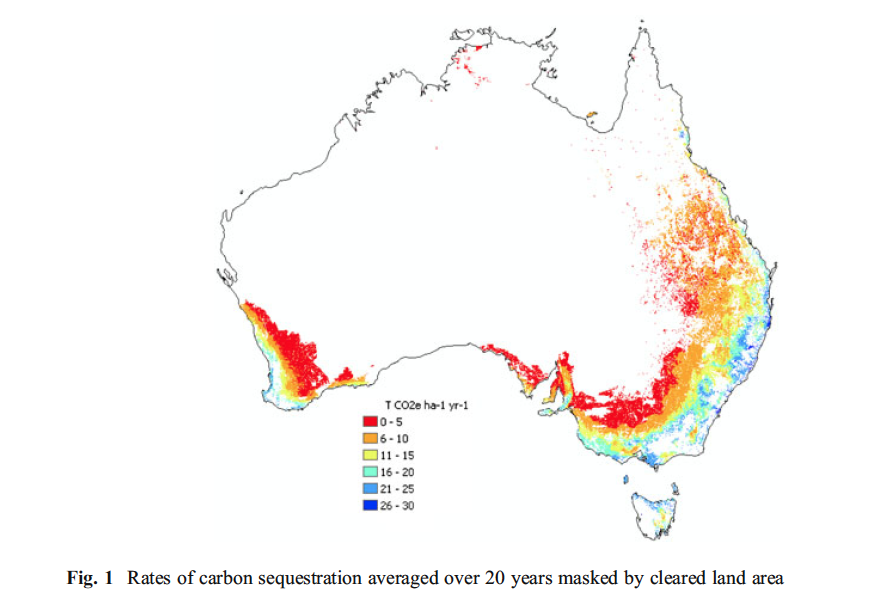 T CO2e ha-1 yr-1
0 - 5
6 - 10
11 - 15
16 - 20
21 - 25
26 - 30
Fig. 1 Rates of carbon sequestration averaged over 20 years masked by cleared land area